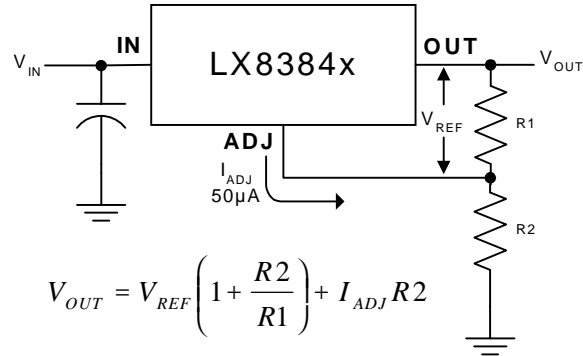 IN
OUT
V_IN
LX8384x
V_OUT
V_REF
R1
ADJ
I_ADJ
50µA
R2
V_OUT = V_REF (1 + R2/R1) + I_ADJ R2